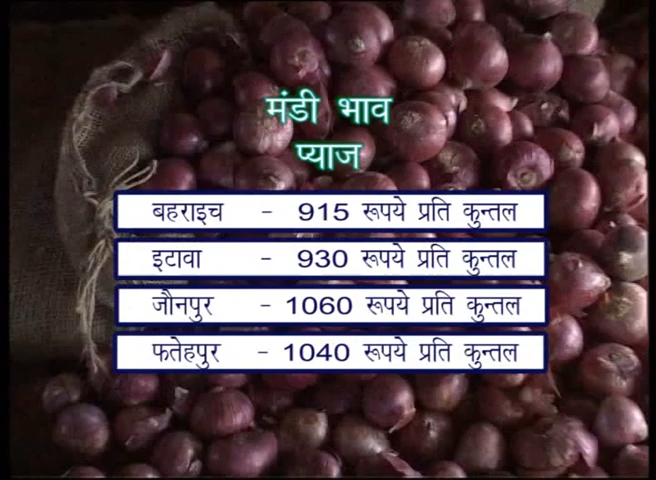 मंडी भाव
प्याज
बहराइच - 915 रूपये प्रति कुन्तल
इटावा - 930 रूपये प्रति कुन्तल
जौनपुर - 1060 रूपये प्रति कुन्तल
फतेहपुर - 1040 रूपये प्रति कुन्तल